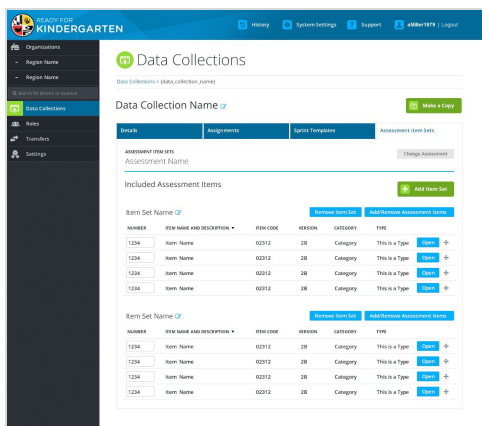 READY FOR
KINDERGARTEN
History System Settings Support aMiller1979 | Logout
Organizations
- Region Name
- Region Name
Search for district or location
Data Collections
Roles
Transfers
Settings
Data Collections
Data Collections > (data_collection_name)
Data Collection Name
Make a Copy
Details Assignments Sprint Templates Assessment Item Sets
ASSESSMENT ITEM SETS
Assessment Name
Change Assessment
Included Assessment Items
Add Item Set
Item Set Name Remove Item Set Add/Remove Assessment Items
NUMBER ITEM NAME AND DESCRIPTION ITEM CODE VERSION CATEGORY TYPE
1234 Item Name 02312 2B Category This is a Type Open
1234 Item Name 02312 2B Category This is a Type Open
1234 Item Name 02312 2B Category This is a Type Open
1234 Item Name 02312 2B Category This is a Type Open
Item Set Name Remove Item Set Add/Remove Assessment Items
NUMBER ITEM NAME AND DESCRIPTION ITEM CODE VERSION CATEGORY TYPE
1234 Item Name 02312 2B Category This is a Type Open
1234 Item Name 02312 2B Category This is a Type Open
1234 Item Name 02312 2B Category This is a Type Open
1234 Item Name 02312 2B Category This is a Type Open